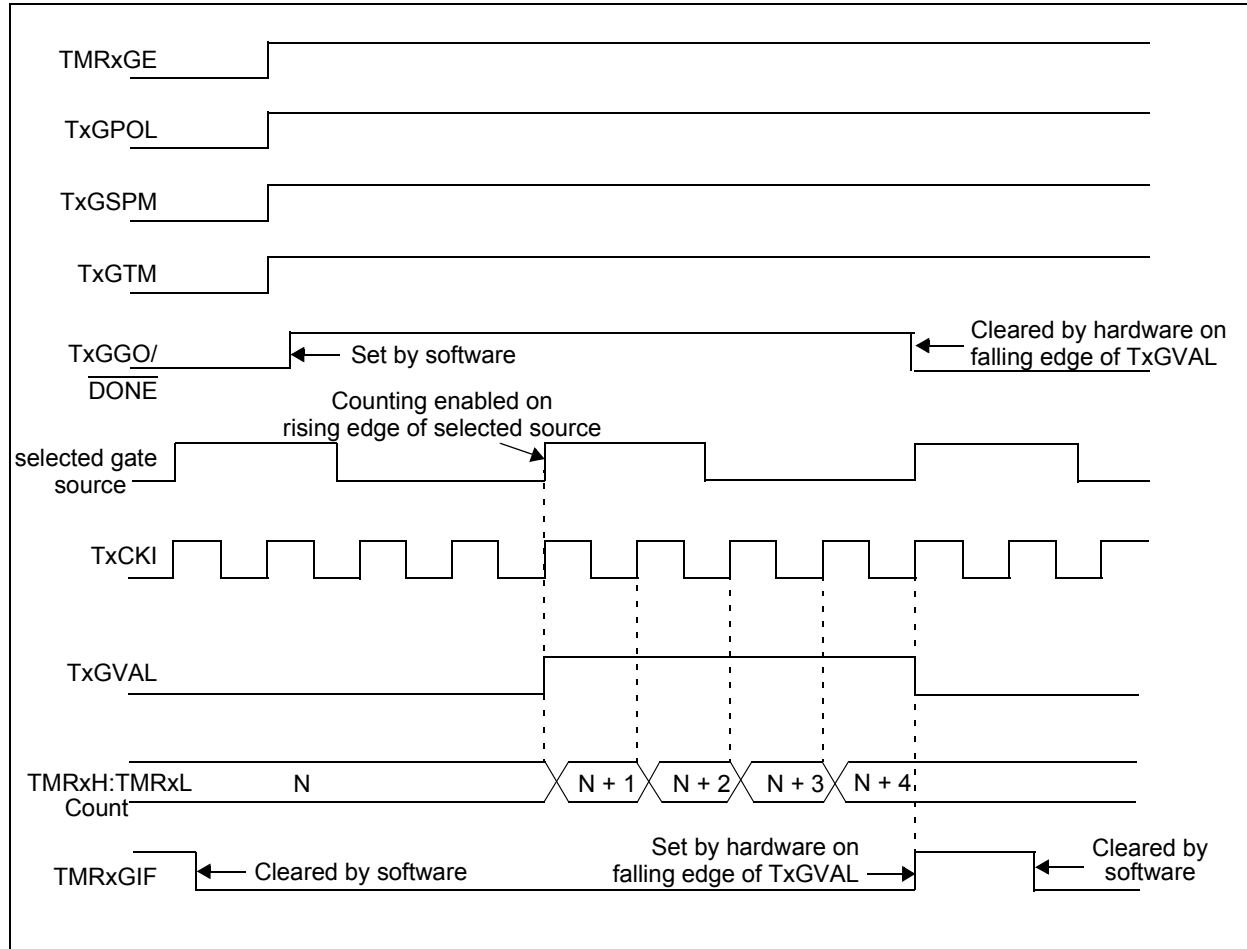 TMRxGE
TxGPOL
TxGSPM
TxGTM
TxGGO/
DONE
Set by software
Cleared by hardware on
falling edge of TxGVAL
Counting enabled on
rising edge of selected source
selected gate
source
TxCKI
TxGVAL
TMRxH:TMRxL
Count
N
N + 1
N + 2
N + 3
N + 4
TMRxGIF
Cleared by software
Set by hardware on
falling edge of TxGVAL
Cleared by
software